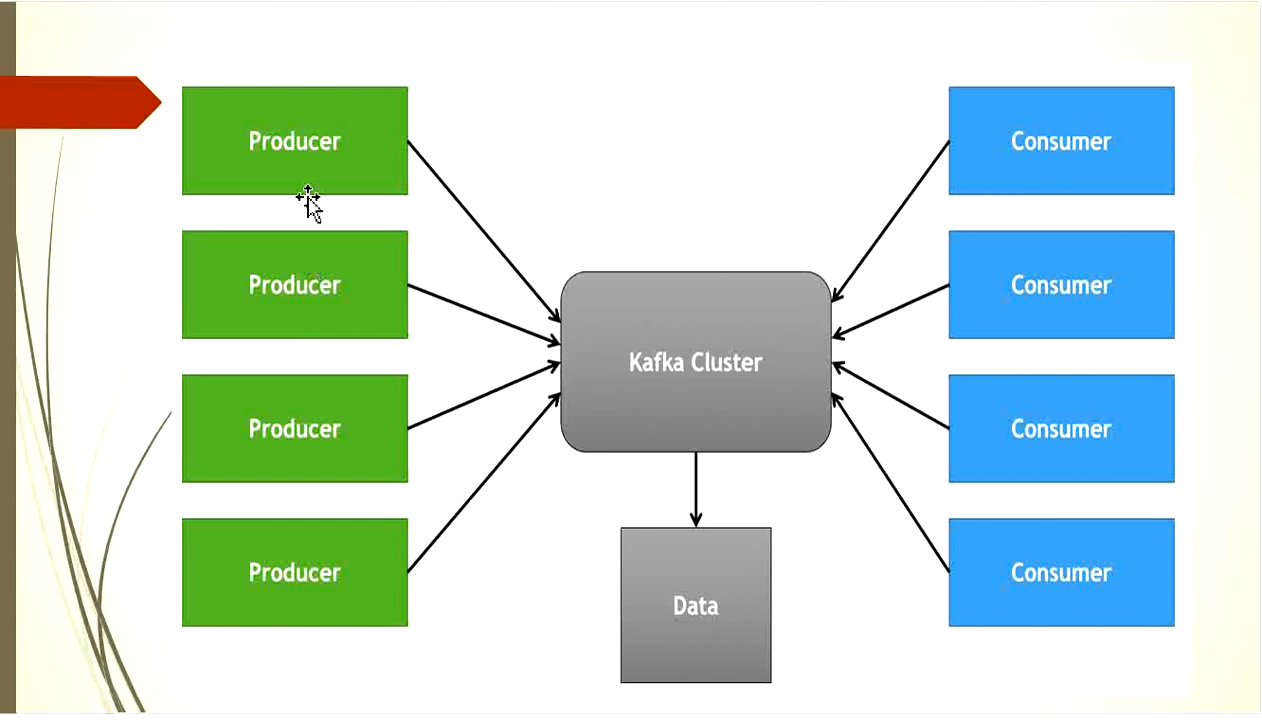 Producer
Consumer
Producer
Consumer
Kafka Cluster
Producer
Consumer
Producer
Consumer
Data